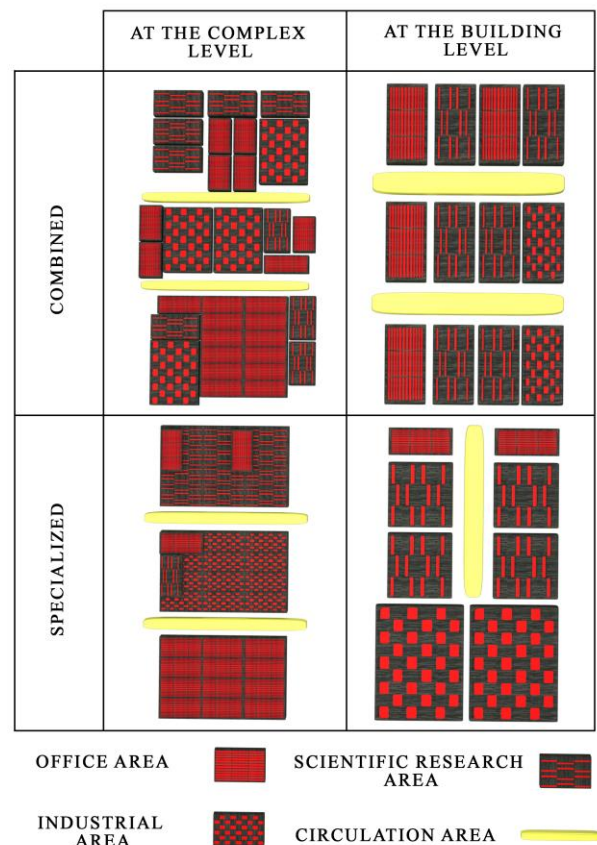 AT THE COMPLEX
LEVEL
AT THE BUILDING
LEVEL
COMBINED
SPECIALIZED
OFFICE AREA
SCIENTIFIC RESEARCH
AREA
INDUSTRIAL
AREA
CIRCULATION AREA